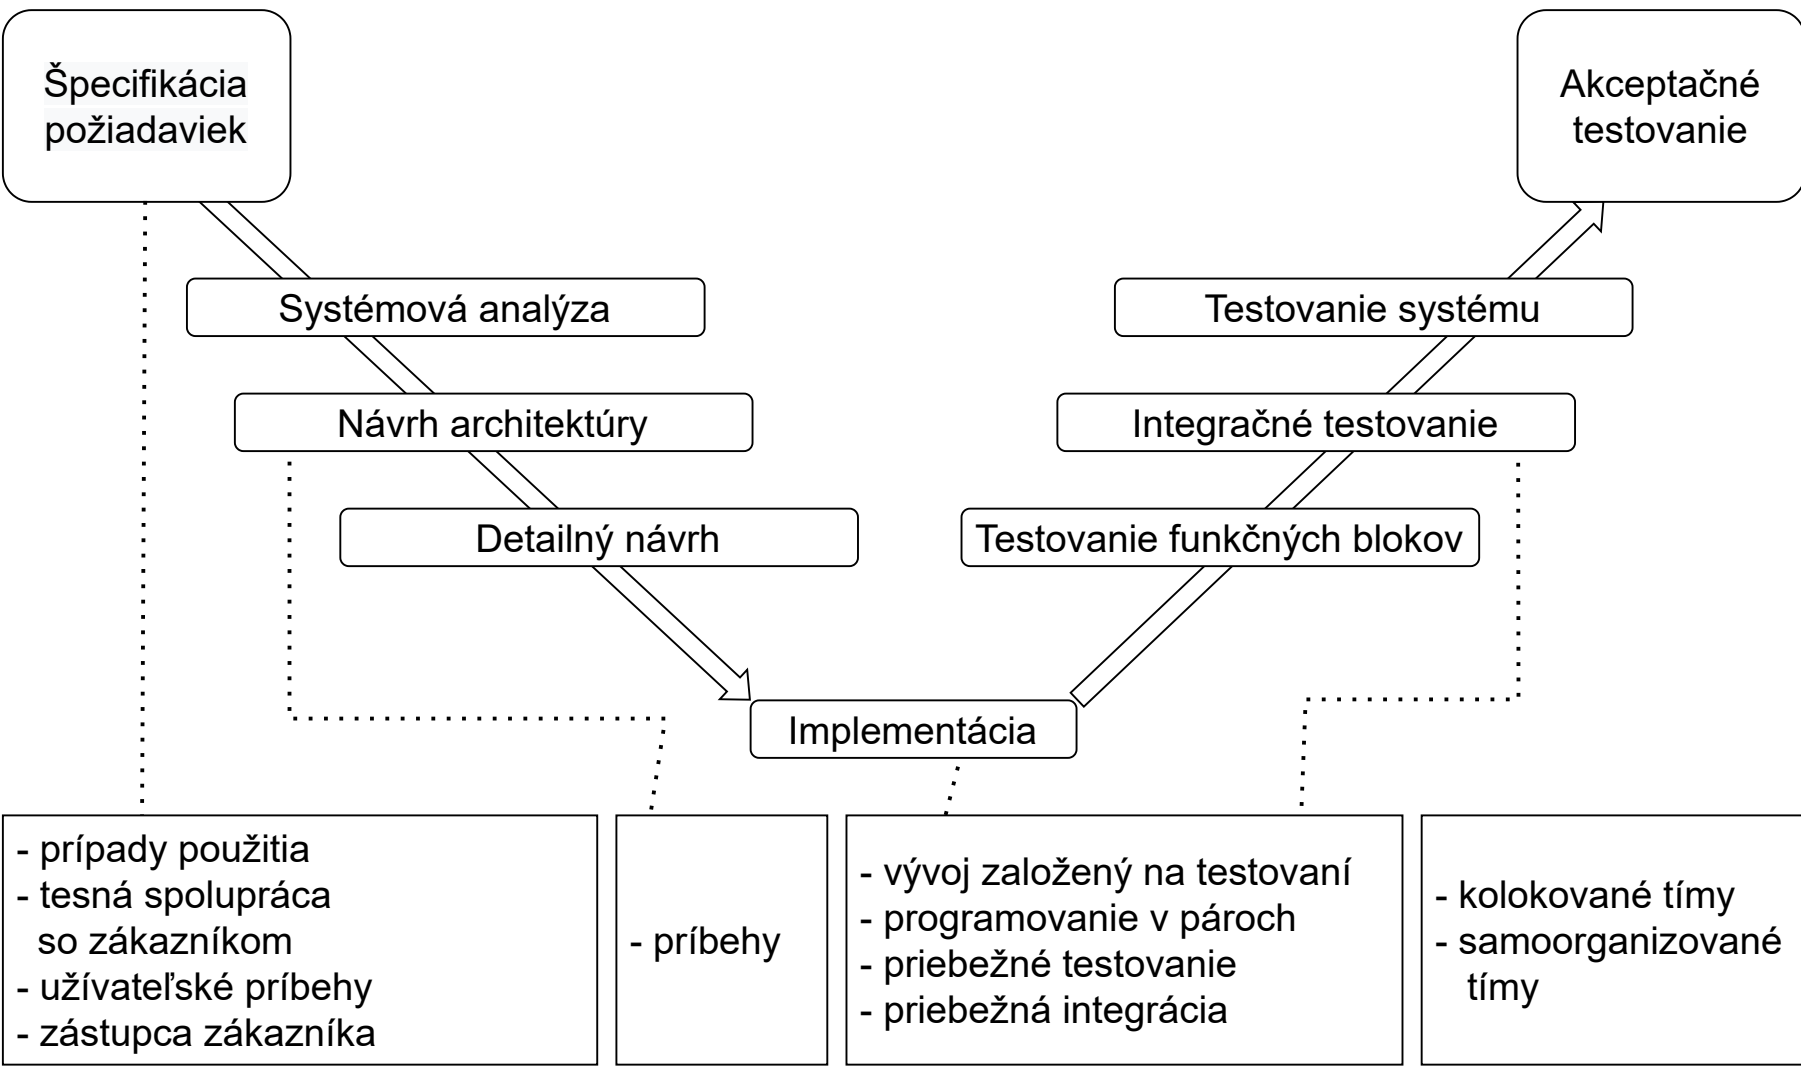 Špecifikácia
požiadaviek
Akceptačné
testovanie
Systémová analýza
Testovanie systému
Návrh architektúry
Integračné testovanie
Detailný návrh
Testovanie funkčných blokov
Implementácia
- prípady použitia
- tesná spolupráca
so zákazníkom
- užívateľské príbehy
- zástupca zákazníka
- príbehy
- vývoj založený na testovaní
- programovanie v pároch
- priebežné testovanie
- priebežná integrácia
- kolokované tímy
- samoorganizované
tímy